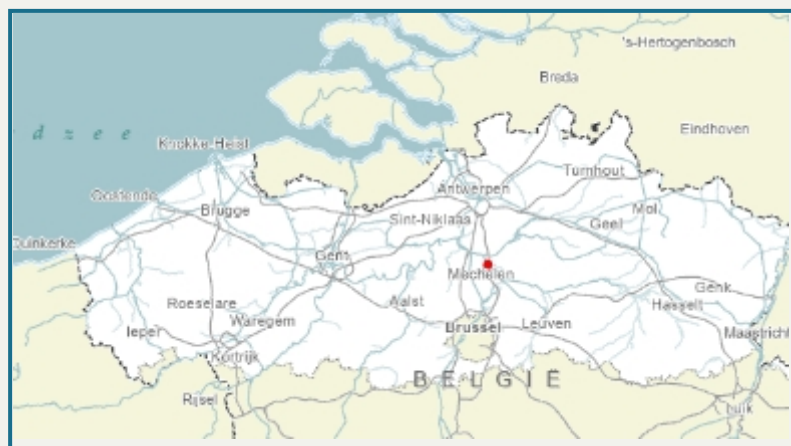 's-Hertogenbosch
Breda
d z e e
Eindhoven
Knokke-Heist
Turnhout
Antwerpen
Oostende
Mol
Brugge
Sint-Niklaas
Geel
Duinkerke
Gent
Mechelen
Genk
Roeselare
Aalst
Hasselt
Waregem
Ieper
Brussel
Leuven
Maastricht
Kortrijk
BELGIË
Rijsel
Luik